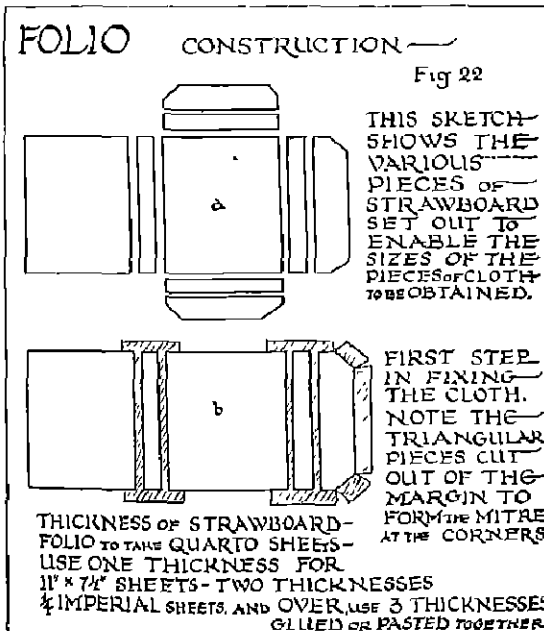 FOLIO CONSTRUCTION
Fig 22
THIS SKETCH
SHOWS THE
VARIOUS
PIECES OF
STRAWBOARD
SET OUT TO
ENABLE THE
SIZES OF THE
PIECES OF CLOTH
TO BE OBTAINED.
a
b
FIRST STEP
IN FIXING
THE CLOTH.
NOTE THE
TRIANGULAR
PIECES CUT
OUT OF THE
MARGIN TO
FORM THE MITRE
AT THE CORNERS
THICKNESS OF STRAWBOARD-
FOLIO TO TAKE QUARTO SHEETS-
USE ONE THICKNESS FOR
11" × 7½" SHEETS - TWO THICKNESSES
¼ IMPERIAL SHEETS, AND OVER, USE 3 THICKNESSES
GLUED OR PASTED TOGETHER